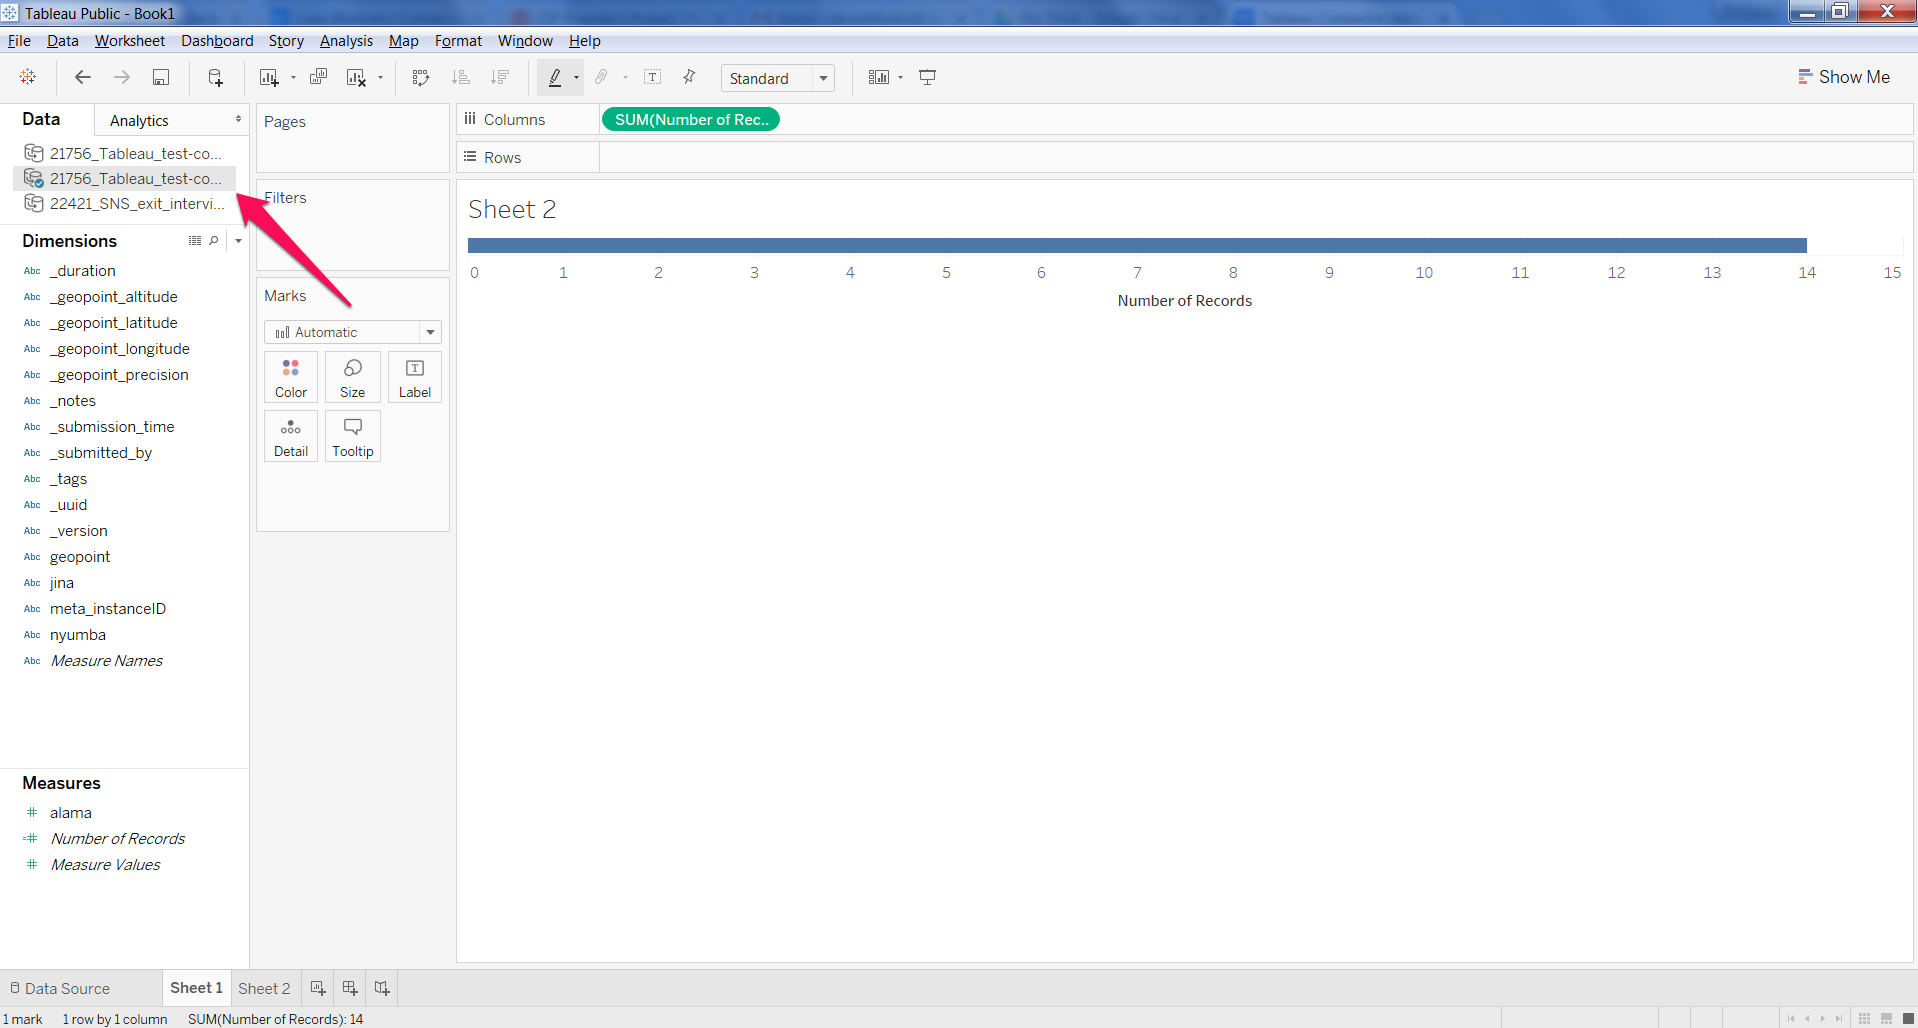 Tableau Public - Book1
File Data Worksheet Dashboard Story Analysis Map Format Window Help
Standard
Show Me
Data Analytics
21756_Tableau_test-co...
21756_Tableau_test-co...
22421_SNS_exit_intervi...
Dimensions
Abc _duration
Abc _geopoint_altitude
Abc _geopoint_latitude
Abc _geopoint_longitude
Abc _geopoint_precision
Abc _notes
Abc _submission_time
Abc _submitted_by
Abc _tags
Abc _uuid
Abc _version
Abc geopoint
Abc jina
Abc meta_instanceID
Abc nyumba
Abc Measure Names
Measures
# alama
=# Number of Records
# Measure Values
Pages
Filters
Marks
Automatic
Color Size Label
Detail Tooltip
Columns SUM(Number of Rec..
Rows
Sheet 2
0 1 2 3 4 5 6 7 8 9 10 11 12 13 14 15
Number of Records
Data Source Sheet 1 Sheet 2
1 mark 1 row by 1 column SUM(Number of Records): 14